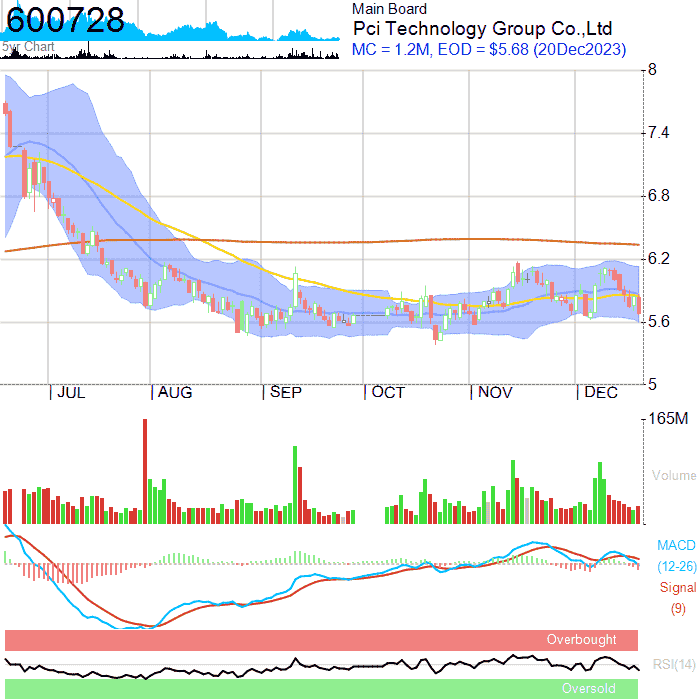 600728
5yr Chart
Main Board
Pci Technology Group Co.,Ltd
MC = 1.2M, EOD = $5.68 (20Dec2023)
8
7.4
6.8
6.2
5.6
5
JUL AUG SEP OCT NOV DEC
165M
Volume
MACD
(12-26)
Signal
(9)
Overbought
RSI(14)
Oversold